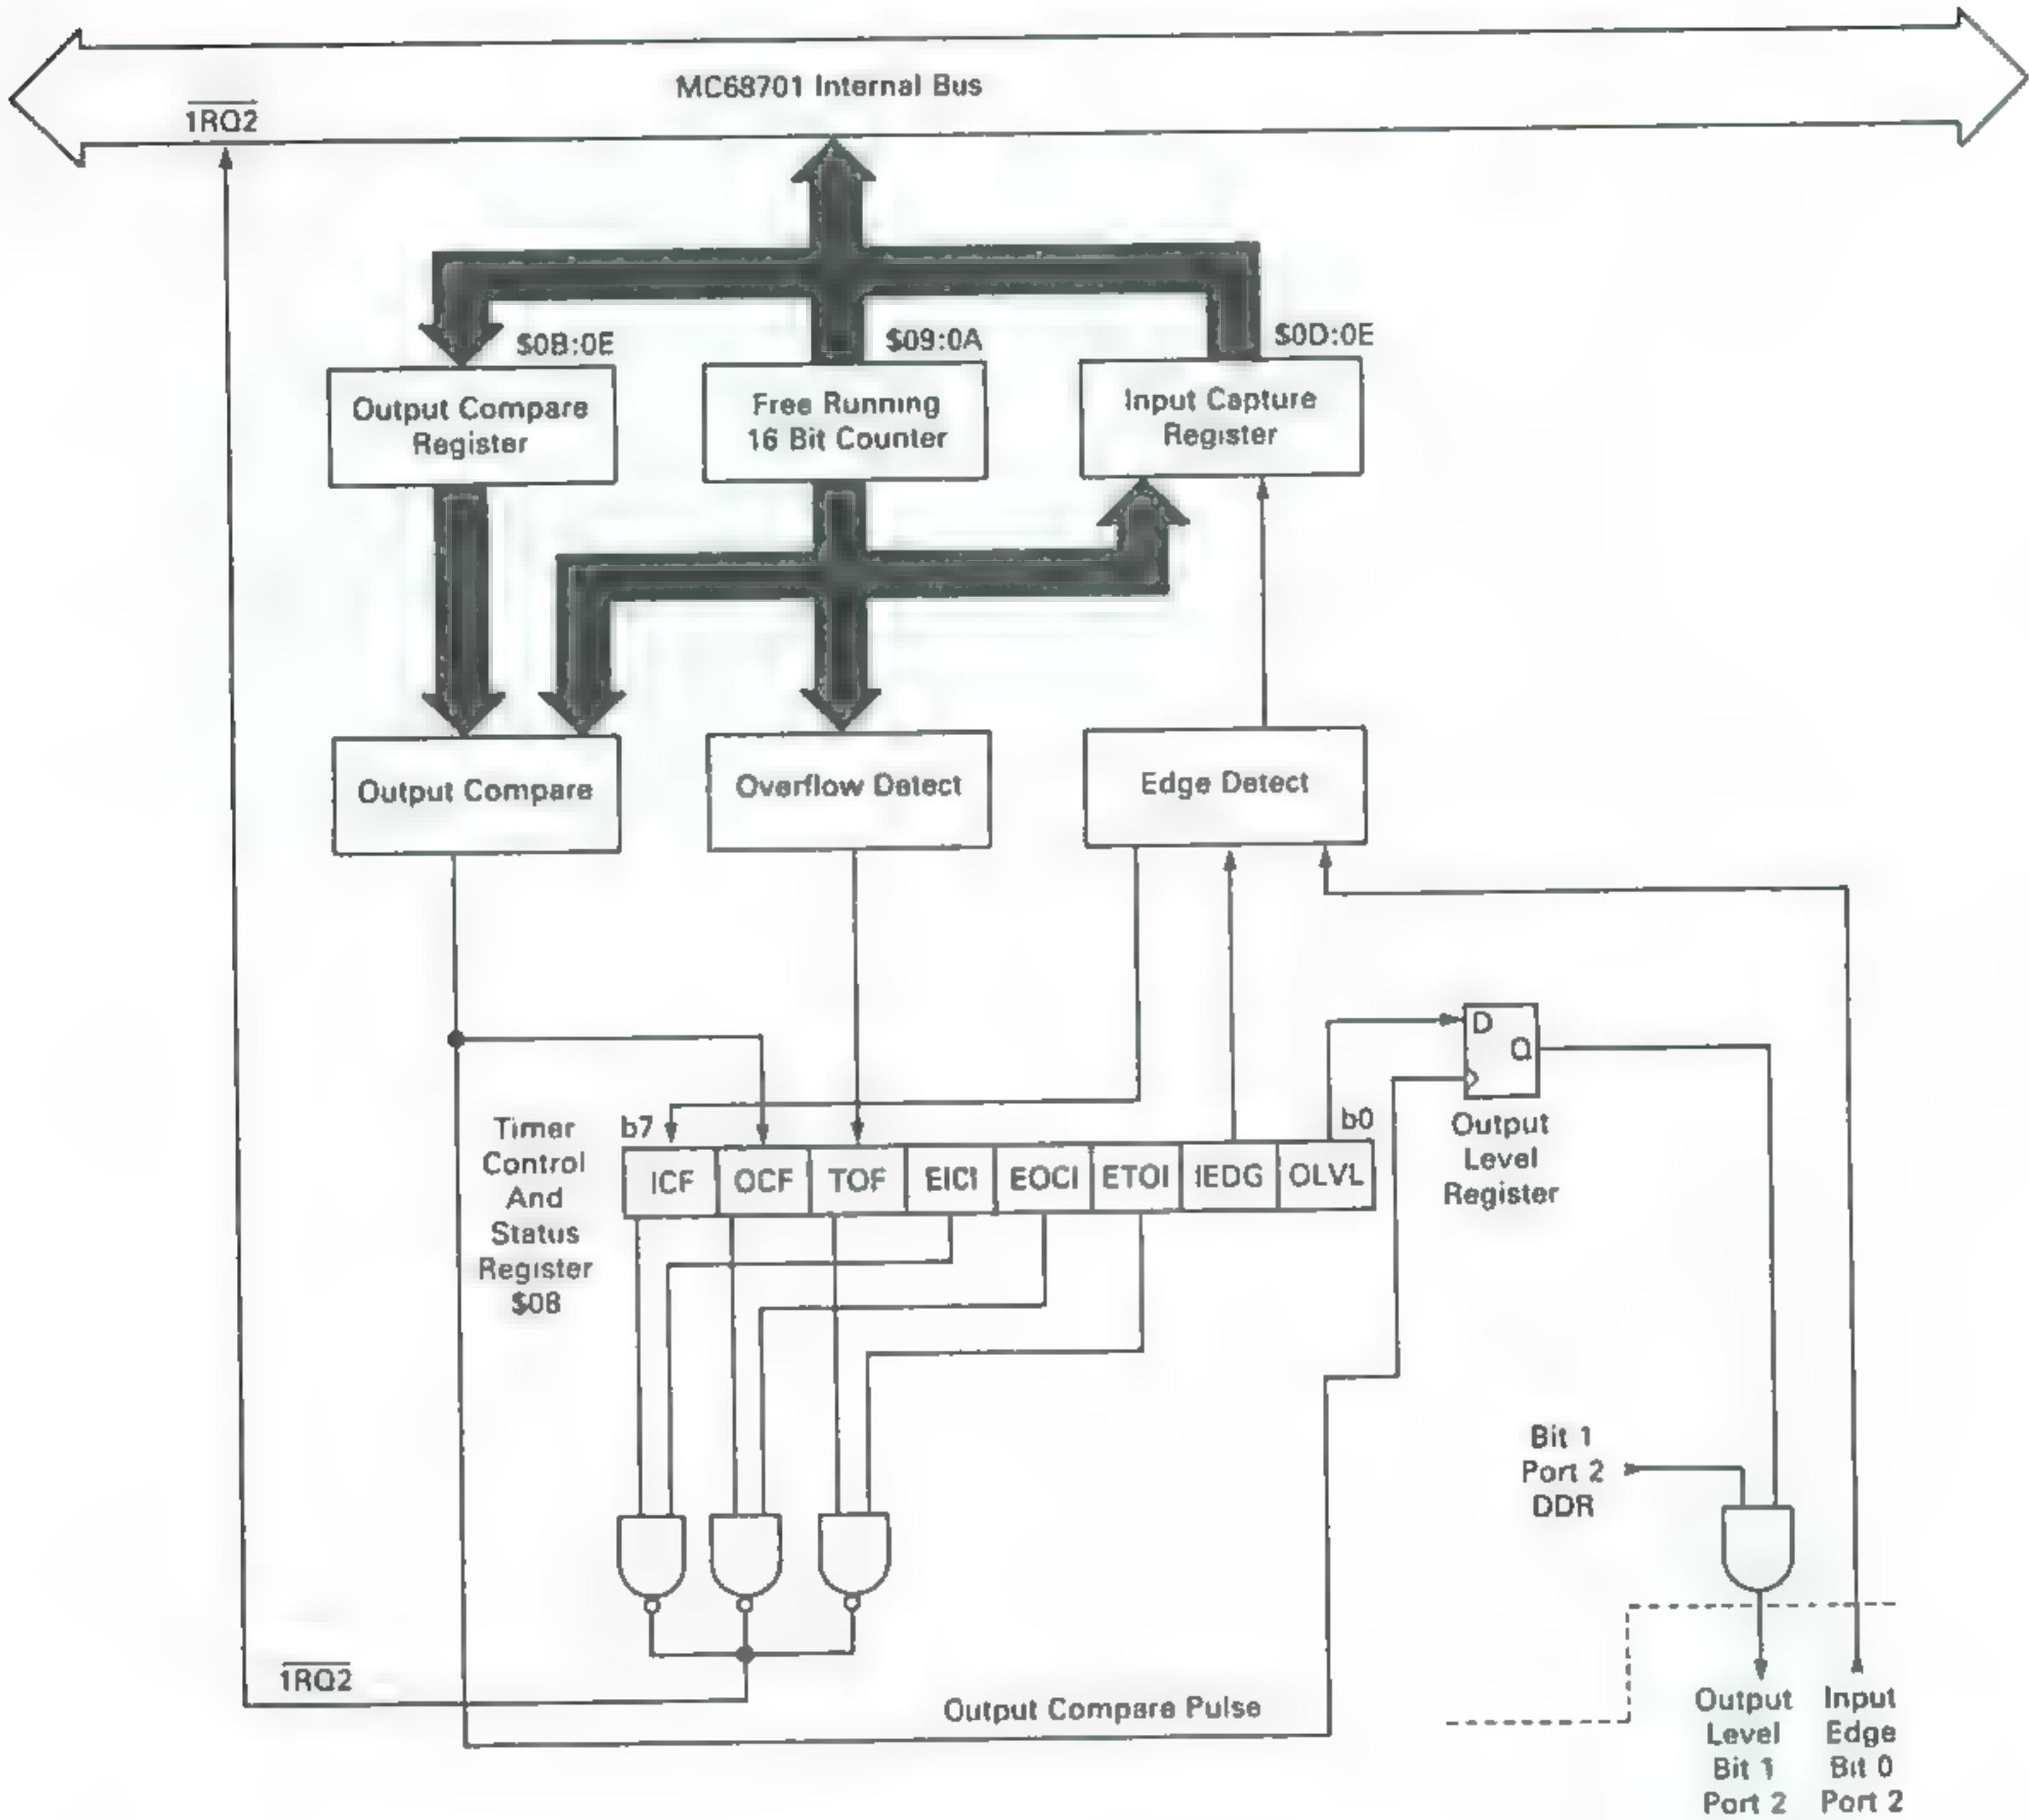 MC68701 Internal Bus
1RQ2
$0B:0E
$09:0A
$0D:0E
Output Compare
Register
Free Running
16 Bit Counter
Input Capture
Register
Output Compare
Overflow Detect
Edge Detect
D
Q
Output
Level
Register
Timer
Control
And
Status
Register
$08
b7
b0
ICF OCF TOF EICI EOCI ETOI IEDG OLVL
Bit 1
Port 2
DDR
1RQ2
Output Compare Pulse
Output
Level
Bit 1
Port 2
Input
Edge
Bit 0
Port 2